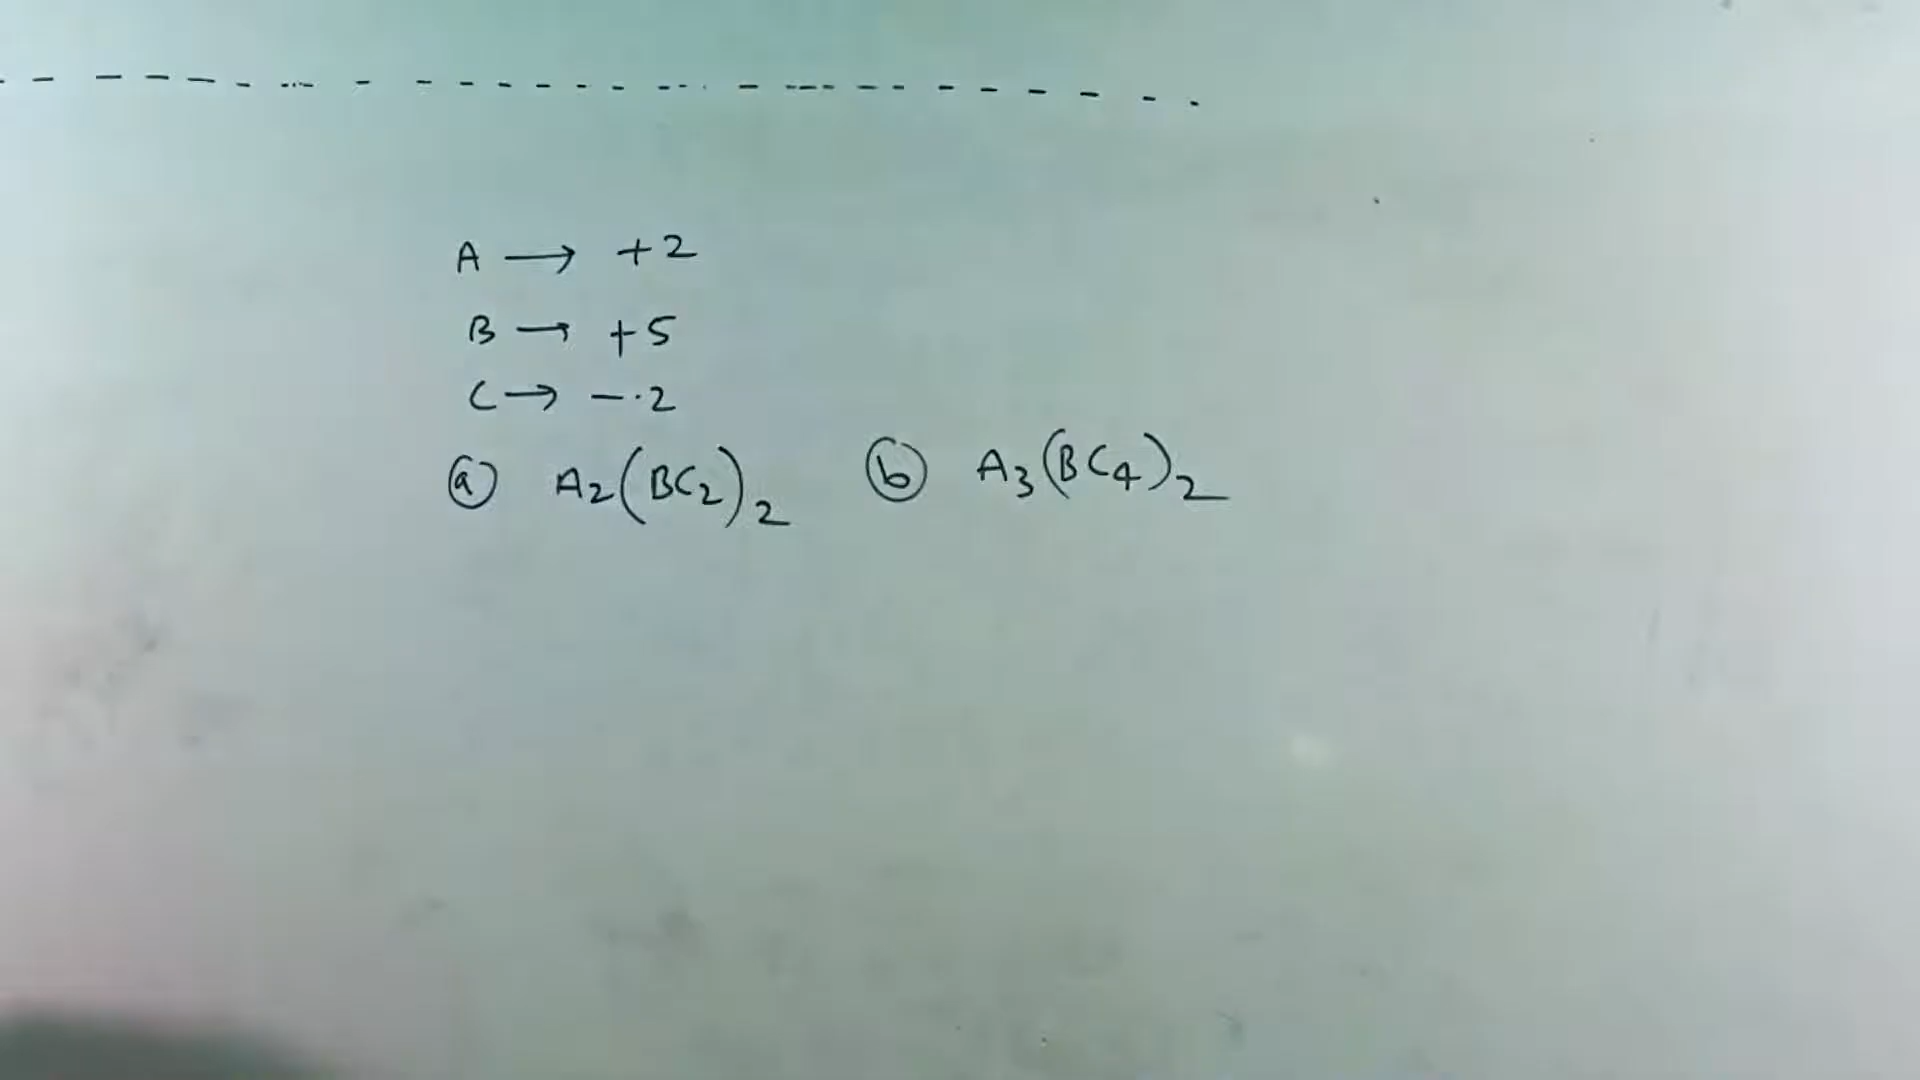 A → +2
B → +5
C → -2
ⓐ A₂(BC₂)₂ ⓑ A₃(BC₄)₂